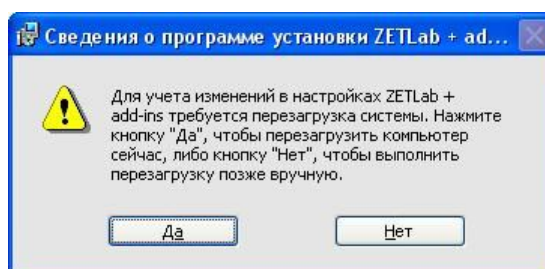 Сведения о программе установки ZETLab + ad...
Для учета изменений в настройках ZETLab +
add-ins требуется перезагрузка системы. Нажмите
кнопку "Да", чтобы перезагрузить компьютер
сейчас, либо кнопку "Нет", чтобы выполнить
перезагрузку позже вручную.
Да Нет